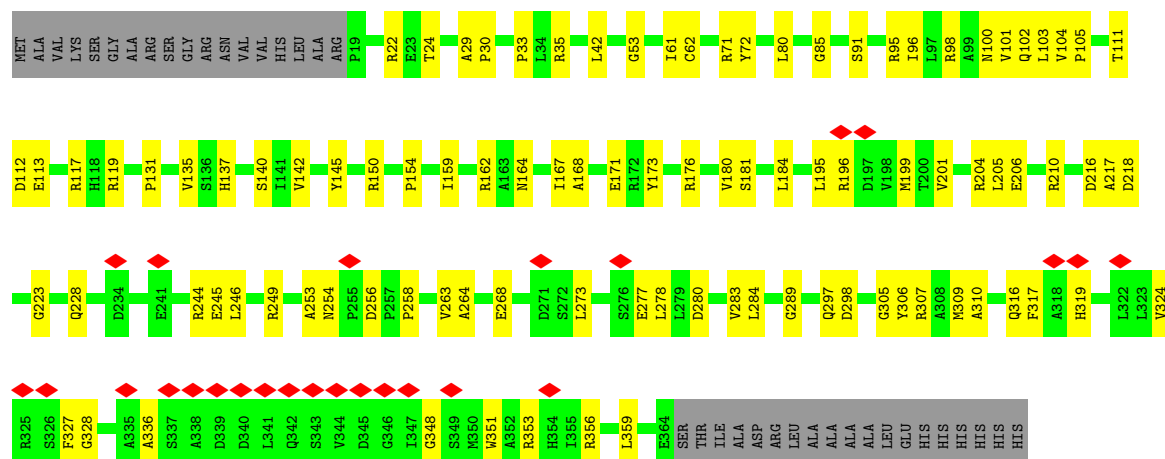 MET ALA VAL LYS SER GLY ALA ARG SER GLY ARG ASN VAL VAL HIS LEU ALA ARG P19 R22 E23 T24 A29 P30 P33 L34 R35 L42 G53 I61 C62 R71 Y72 L80 G85 S91 R95 I96 L97 R98 A99 N100 V101 Q102 L103 V104 P105 T111
D112 E113 R117 H118 R119 P131 V135 S136 H137 S140 I141 V142 Y145 R150 P154 I159 R162 A163 N164 I167 A168 E171 R172 Y173 R176 V180 S181 L184 L195 R196 D197 V198 M199 T200 V201 R204 L205 E206 R210 D216 A217 D218
G223 Q228 D234 E241 R244 E245 L246 R249 A253 N254 P255 D256 P257 P258 V263 A264 E268 D271 S272 L273 S276 E277 L278 L279 D280 V283 L284 G289 Q297 D298 G305 Y306 R307 A308 M309 A310 Q316 F317 A318 H319 L322 L323 V324
R325 S326 F327 G328 A335 A336 S337 A338 D339 D340 L341 Q342 S343 V344 D345 G346 I347 G348 S349 M350 W351 A352 R353 H354 I355 R356 L359 E364 SER THR ILE ALA ASP ARG LEU ALA ALA ALA ALA LEU GLU HIS HIS HIS HIS HIS HIS